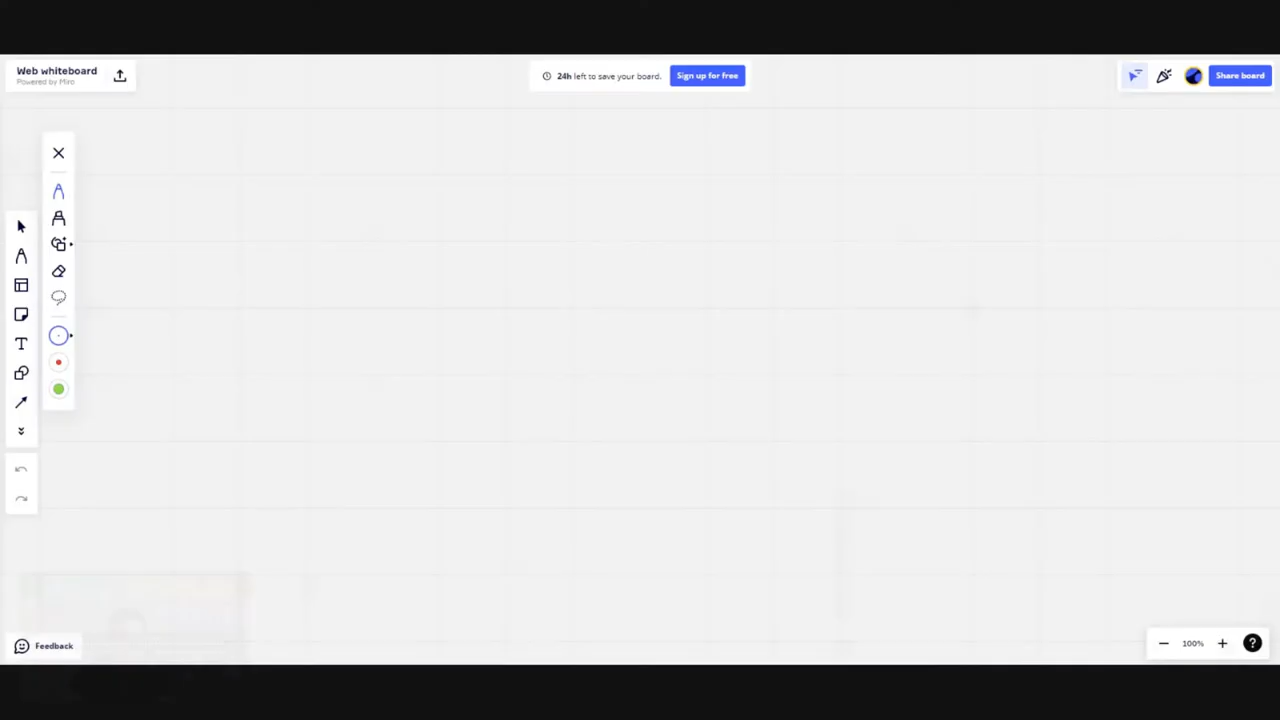 Web whiteboard
Powered by Miro
24h left to save your board.
Sign up for free
Share board
Feedback
100%